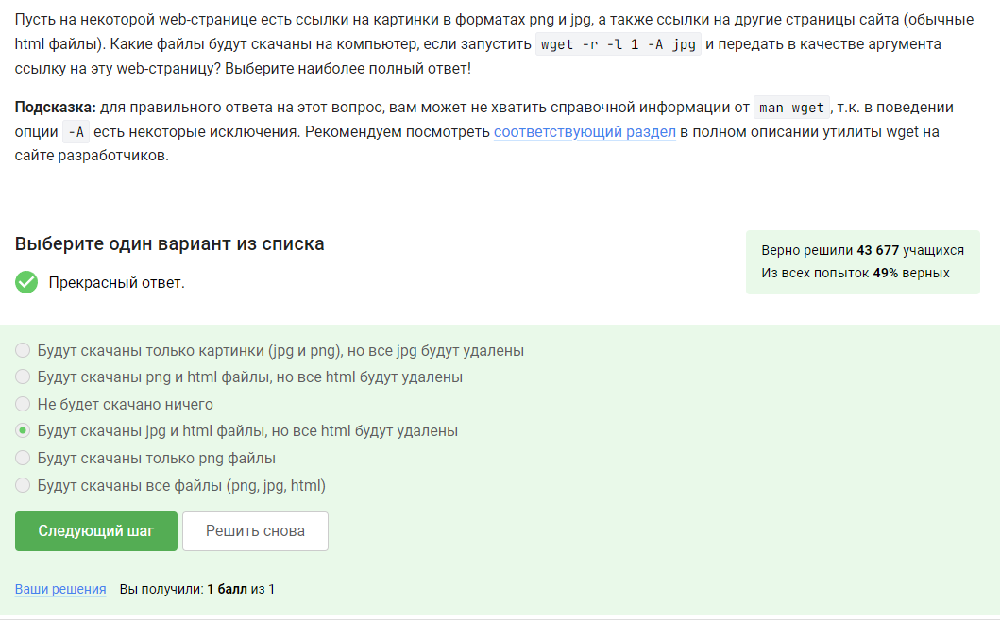 Пусть на некоторой web-странице есть ссылки на картинки в форматах png и jpg, а также ссылки на другие страницы сайта (обычные
html файлы). Какие файлы будут скачаны на компьютер, если запустить wget -r -l 1 -A jpg и передать в качестве аргумента
ссылку на эту web-страницу? Выберите наиболее полный ответ!
Подсказка: для правильного ответа на этот вопрос, вам может не хватить справочной информации от man wget , т.к. в поведении
опции -A есть некоторые исключения. Рекомендуем посмотреть соответствующий раздел в полном описании утилиты wget на
сайте разработчиков.
Выберите один вариант из списка
Прекрасный ответ.
Верно решили 43 677 учащихся
Из всех попыток 49% верных
Будут скачаны только картинки (jpg и png), но все jpg будут удалены
Будут скачаны png и html файлы, но все html будут удалены
Не будет скачано ничего
Будут скачаны jpg и html файлы, но все html будут удалены
Будут скачаны только png файлы
Будут скачаны все файлы (png, jpg, html)
Следующий шаг
Решить снова
Ваши решения Вы получили: 1 балл из 1